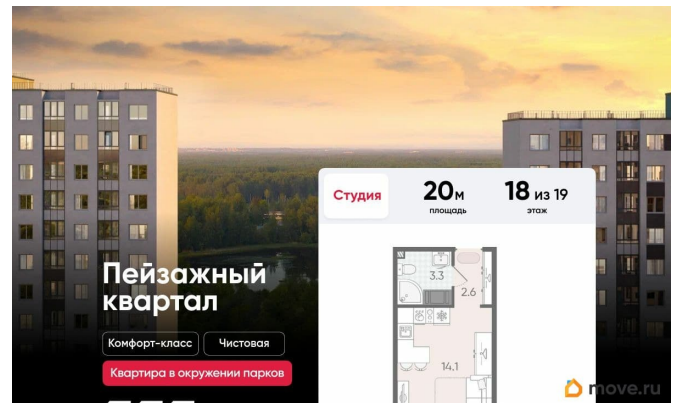 Студия
20м
площадь
18 из 19
этаж
Пейзажный
квартал
3.3
2.6
Комфорт-класс
Чистовая
14.1
Квартира в окружении парков
move.ru